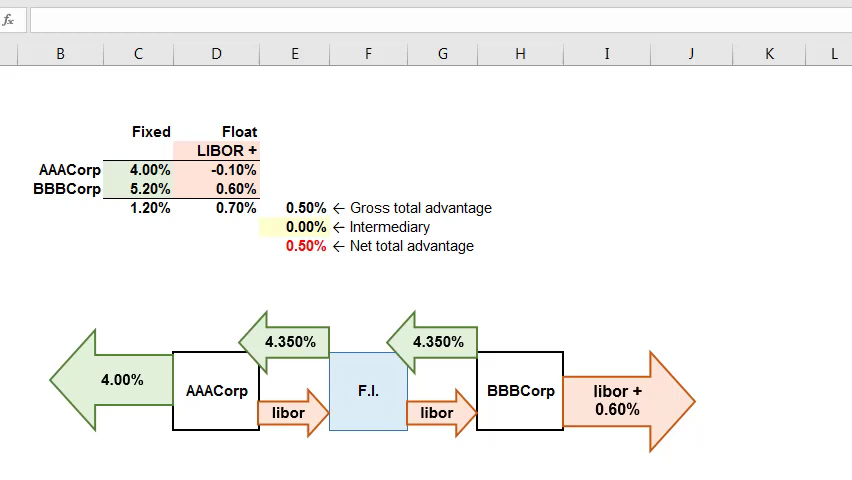 fx
B C D E F G H I J K L
Fixed Float
LIBOR +
AAACorp 4.00% -0.10%
BBBCorp 5.20% 0.60%
1.20% 0.70% 0.50% ← Gross total advantage
0.00% ← Intermediary
0.50% ← Net total advantage
4.350% 4.350%
4.00% AAACorp F.I. BBBCorp libor +
0.60%
libor libor